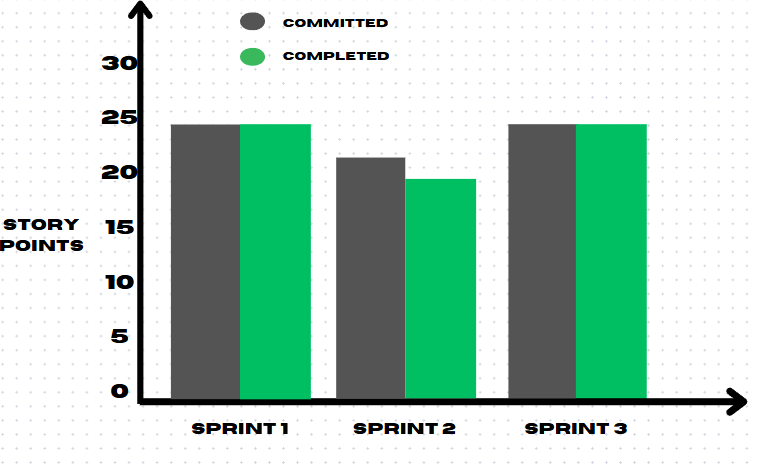 COMMITTED
COMPLETED
30
25
20
15
10
5
0
STORY
POINTS
SPRINT 1
SPRINT 2
SPRINT 3